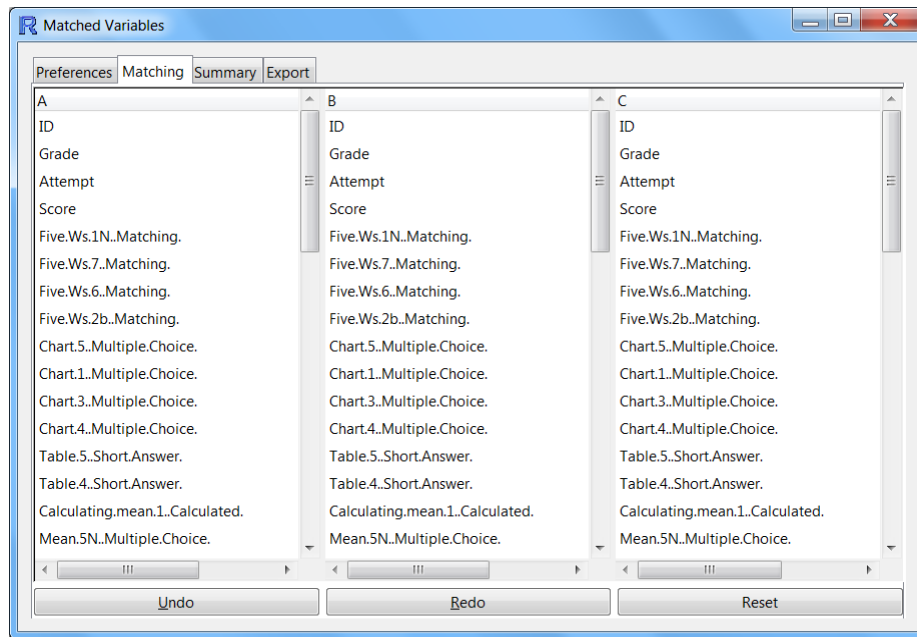 Matched Variables
Preferences Matching Summary Export
A B C
ID ID ID
Grade Grade Grade
Attempt Attempt Attempt
Score Score Score
Five.Ws.1N..Matching. Five.Ws.1N..Matching. Five.Ws.1N..Matching.
Five.Ws.7..Matching. Five.Ws.7..Matching. Five.Ws.7..Matching.
Five.Ws.6..Matching. Five.Ws.6..Matching. Five.Ws.6..Matching.
Five.Ws.2b..Matching. Five.Ws.2b..Matching. Five.Ws.2b..Matching.
Chart.5..Multiple.Choice. Chart.5..Multiple.Choice. Chart.5..Multiple.Choice.
Chart.1..Multiple.Choice. Chart.1..Multiple.Choice. Chart.1..Multiple.Choice.
Chart.3..Multiple.Choice. Chart.3..Multiple.Choice. Chart.3..Multiple.Choice.
Chart.4..Multiple.Choice. Chart.4..Multiple.Choice. Chart.4..Multiple.Choice.
Table.5..Short.Answer. Table.5..Short.Answer. Table.5..Short.Answer.
Table.4..Short.Answer. Table.4..Short.Answer. Table.4..Short.Answer.
Calculating.mean.1..Calculated. Calculating.mean.1..Calculated. Calculating.mean.1..Calculated.
Mean.5N..Multiple.Choice. Mean.5N..Multiple.Choice. Mean.5N..Multiple.Choice.
Undo Redo Reset